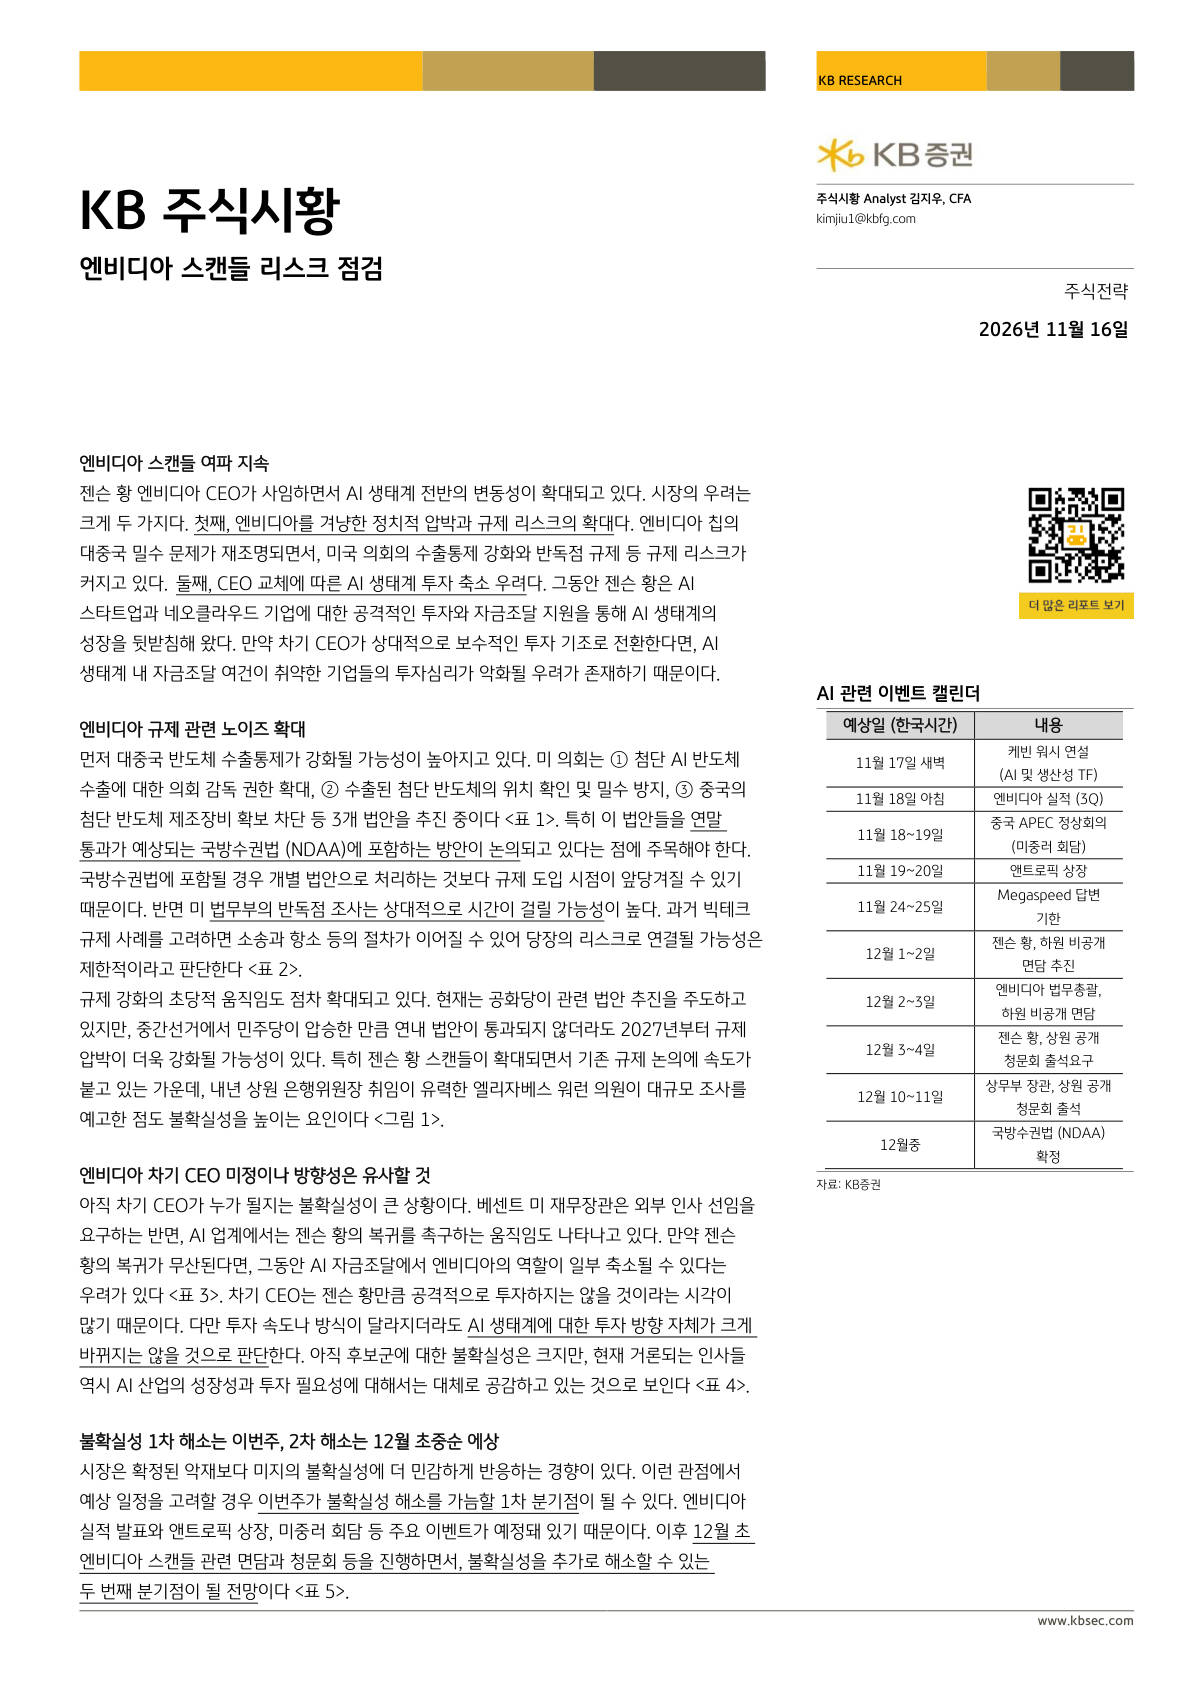 KB RESEARCH
KB증권
주식시황 Analyst 김지우, CFA
kimjiu1@kbfg.com
주식전략
2026년 11월 16일
KB 주식시황
엔비디아 스캔들 리스크 점검
엔비디아 스캔들 여파 지속
젠슨 황 엔비디아 CEO가 사임하면서 AI 생태계 전반의 변동성이 확대되고 있다. 시장의 우려는
크게 두 가지다. 첫째, 엔비디아를 겨냥한 정치적 압박과 규제 리스크의 확대다. 엔비디아 칩의
대중국 밀수 문제가 재조명되면서, 미국 의회의 수출통제 강화와 반독점 규제 등 규제 리스크가
커지고 있다. 둘째, CEO 교체에 따른 AI 생태계 투자 축소 우려다. 그동안 젠슨 황은 AI
스타트업과 네오클라우드 기업에 대한 공격적인 투자와 자금조달 지원을 통해 AI 생태계의
성장을 뒷받침해 왔다. 만약 차기 CEO가 상대적으로 보수적인 투자 기조로 전환한다면, AI
생태계 내 자금조달 여건이 취약한 기업들의 투자심리가 악화될 우려가 존재하기 때문이다.
엔비디아 규제 관련 노이즈 확대
먼저 대중국 반도체 수출통제가 강화될 가능성이 높아지고 있다. 미 의회는 ① 첨단 AI 반도체
수출에 대한 의회 감독 권한 확대, ② 수출된 첨단 반도체의 위치 확인 및 밀수 방지, ③ 중국의
첨단 반도체 제조장비 확보 차단 등 3개 법안을 추진 중이다 <표 1>. 특히 이 법안들을 연말
통과가 예상되는 국방수권법 (NDAA)에 포함하는 방안이 논의되고 있다는 점에 주목해야 한다.
국방수권법에 포함될 경우 개별 법안으로 처리하는 것보다 규제 도입 시점이 앞당겨질 수 있기
때문이다. 반면 미 법무부의 반독점 조사는 상대적으로 시간이 걸릴 가능성이 높다. 과거 빅테크
규제 사례를 고려하면 소송과 항소 등의 절차가 이어질 수 있어 당장의 리스크로 연결될 가능성은
제한적이라고 판단한다 <표 2>.
규제 강화의 초당적 움직임도 점차 확대되고 있다. 현재는 공화당이 관련 법안 추진을 주도하고
있지만, 중간선거에서 민주당이 압승한 만큼 연내 법안이 통과되지 않더라도 2027년부터 규제
압박이 더욱 강화될 가능성이 있다. 특히 젠슨 황 스캔들이 확대되면서 기존 규제 논의에 속도가
붙고 있는 가운데, 내년 상원 은행위원장 취임이 유력한 엘리자베스 워런 의원이 대규모 조사를
예고한 점도 불확실성을 높이는 요인이다 <그림 1>.
엔비디아 차기 CEO 미정이나 방향성은 유사할 것
아직 차기 CEO가 누가 될지는 불확실성이 큰 상황이다. 베센트 미 재무장관은 외부 인사 선임을
요구하는 반면, AI 업계에서는 젠슨 황의 복귀를 촉구하는 움직임도 나타나고 있다. 만약 젠슨
황의 복귀가 무산된다면, 그동안 AI 자금조달에서 엔비디아의 역할이 일부 축소될 수 있다는
우려가 있다 <표 3>. 차기 CEO는 젠슨 황만큼 공격적으로 투자하지는 않을 것이라는 시각이
많기 때문이다. 다만 투자 속도나 방식이 달라지더라도 AI 생태계에 대한 투자 방향 자체가 크게
바뀌지는 않을 것으로 판단한다. 아직 후보군에 대한 불확실성은 크지만, 현재 거론되는 인사들
역시 AI 산업의 성장성과 투자 필요성에 대해서는 대체로 공감하고 있는 것으로 보인다 <표 4>.
불확실성 1차 해소는 이번주, 2차 해소는 12월 초중순 예상
시장은 확정된 악재보다 미지의 불확실성에 더 민감하게 반응하는 경향이 있다. 이런 관점에서
예상 일정을 고려할 경우 이번주가 불확실성 해소를 가늠할 1차 분기점이 될 수 있다. 엔비디아
실적 발표와 앤트로픽 상장, 미중러 회담 등 주요 이벤트가 예정돼 있기 때문이다. 이후 12월 초
엔비디아 스캔들 관련 면담과 청문회 등을 진행하면서, 불확실성을 추가로 해소할 수 있는
두 번째 분기점이 될 전망이다 <표 5>.
더 많은 리포트 보기
AI 관련 이벤트 캘린더
예상일 (한국시간) 내용
11월 17일 새벽 케빈 워시 연설
(AI 및 생산성 TF)
11월 18일 아침 엔비디아 실적 (3Q)
11월 18~19일 중국 APEC 정상회의
(미중러 회담)
11월 19~20일 앤트로픽 상장
11월 24~25일 Megaspeed 답변
기한
12월 1~2일 젠슨 황, 하원 비공개
면담 추진
12월 2~3일 엔비디아 법무총괄,
하원 비공개 면담
12월 3~4일 젠슨 황, 상원 공개
청문회 출석요구
12월 10~11일 상무부 장관, 상원 공개
청문회 출석
12월중 국방수권법 (NDAA)
확정
자료: KB증권
www.kbsec.com